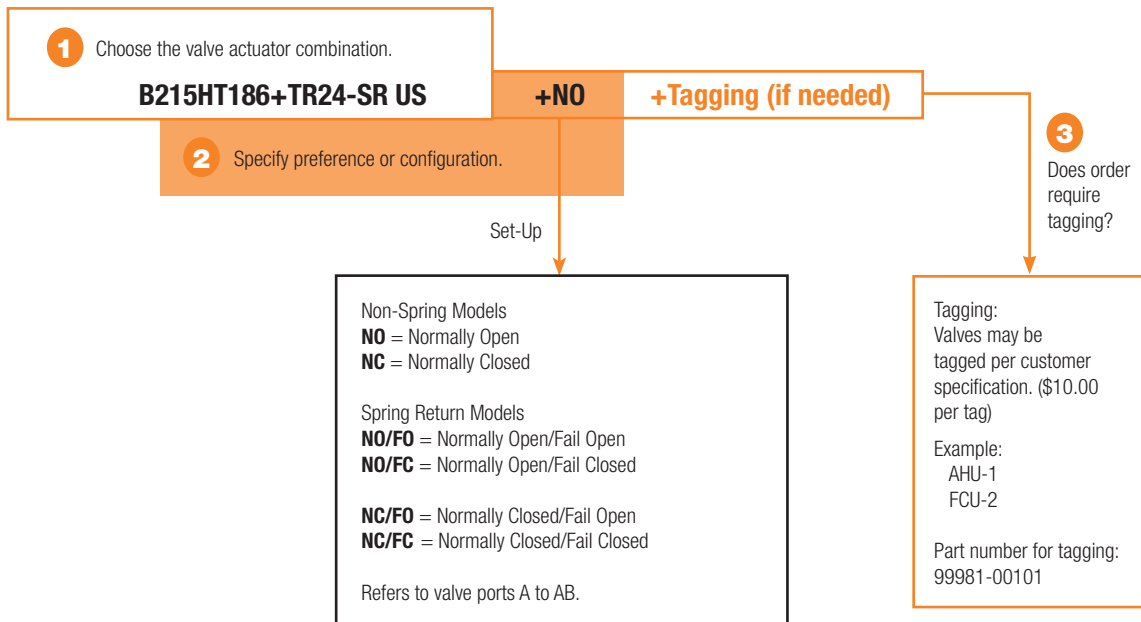 1 Choose the valve actuator combination.
B215HT186+TR24-SR US +NO +Tagging (if needed)
2 Specify preference or configuration.
3
Does order
require
tagging?
Set-Up
Non-Spring Models
NO = Normally Open
NC = Normally Closed
Spring Return Models
NO/FO = Normally Open/Fail Open
NO/FC = Normally Open/Fail Closed
NC/FO = Normally Closed/Fail Open
NC/FC = Normally Closed/Fail Closed
Refers to valve ports A to AB.
Tagging:
Valves may be
tagged per customer
specification. ($10.00
per tag)
Example:
AHU-1
FCU-2
Part number for tagging:
99981-00101